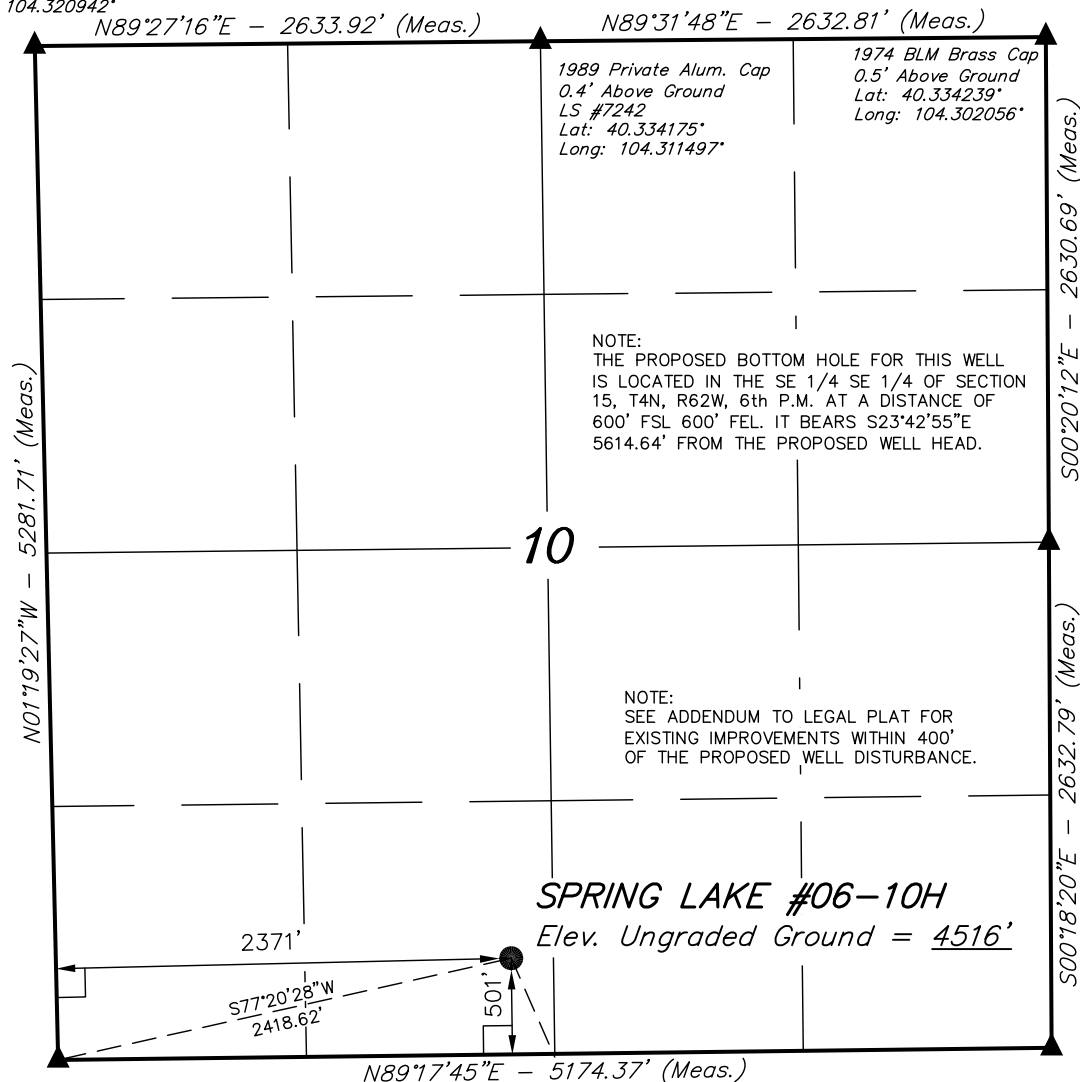 104.320942°
N89°27'16"E - 2633.92' (Meas.)
N89°31'48"E - 2632.81' (Meas.)
1989 Private Alum. Cap
0.4' Above Ground
LS #7242
Lat: 40.334175°
Long: 104.311497°
1974 BLM Brass Cap
0.5' Above Ground
Lat: 40.334239°
Long: 104.302056°
S00°20'12"E - 2630.69' (Meas.)
N01°19'27"W - 5281.71' (Meas.)
NOTE:
THE PROPOSED BOTTOM HOLE FOR THIS WELL
IS LOCATED IN THE SE 1/4 SE 1/4 OF SECTION
15, T4N, R62W, 6th P.M. AT A DISTANCE OF
600' FSL 600' FEL. IT BEARS S23°42'55"E
5614.64' FROM THE PROPOSED WELL HEAD.
10
NOTE:
SEE ADDENDUM TO LEGAL PLAT FOR
EXISTING IMPROVEMENTS WITHIN 400'
OF THE PROPOSED WELL DISTURBANCE.
S00°18'20"E - 2632.79' (Meas.)
SPRING LAKE #06-10H
Elev. Ungraded Ground = 4516'
2371'
501'
S77°20'28"W
2418.62'
N89°17'45"E - 5174.37' (Meas.)